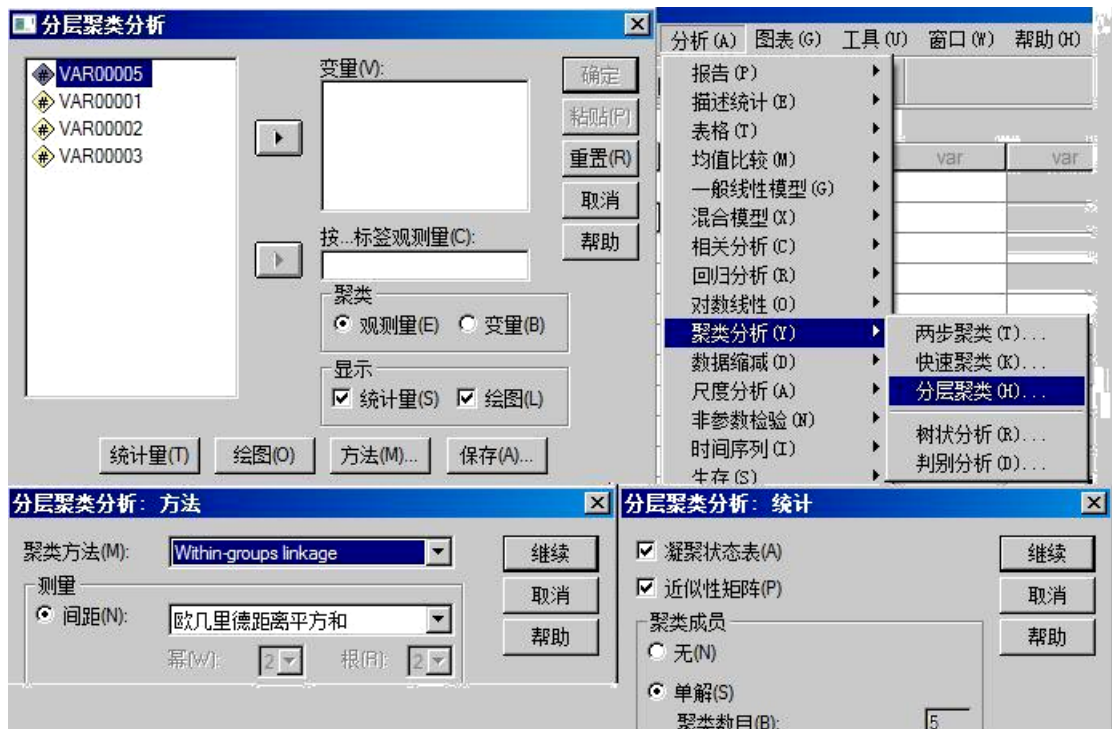 分层聚类分析
VAR00005
VAR00001
VAR00002
VAR00003
变量(V):
确定
粘贴(P)
重置(R)
取消
帮助
按...标签观测量(C):
聚类
观测量(E) 变量(B)
显示
统计量(S) 绘图(L)
统计量(T) 绘图(O) 方法(M)... 保存(A)...
分析(A) 图表(G) 工具(U) 窗口(W) 帮助(H)
报告(P)
描述统计(E)
表格(T)
均值比较(M)
一般线性模型(G)
混合模型(X)
相关分析(C)
回归分析(R)
对数线性(O)
聚类分析(Y)
数据缩减(D)
尺度分析(A)
非参数检验(N)
时间序列(I)
生存(S)
var var
两步聚类(T)...
快速聚类(K)...
分层聚类(H)...
树状分析(R)...
判别分析(D)...
分层聚类分析: 方法
聚类方法(M): Within-groups linkage
继续
测量
取消
间距(N): 欧几里德距离平方和
帮助
幂(W): 2 根(R): 2
分层聚类分析: 统计
凝聚状态表(A)
继续
近似性矩阵(P)
取消
聚类成员
帮助
无(N)
单解(S)
聚类数目(B): 5